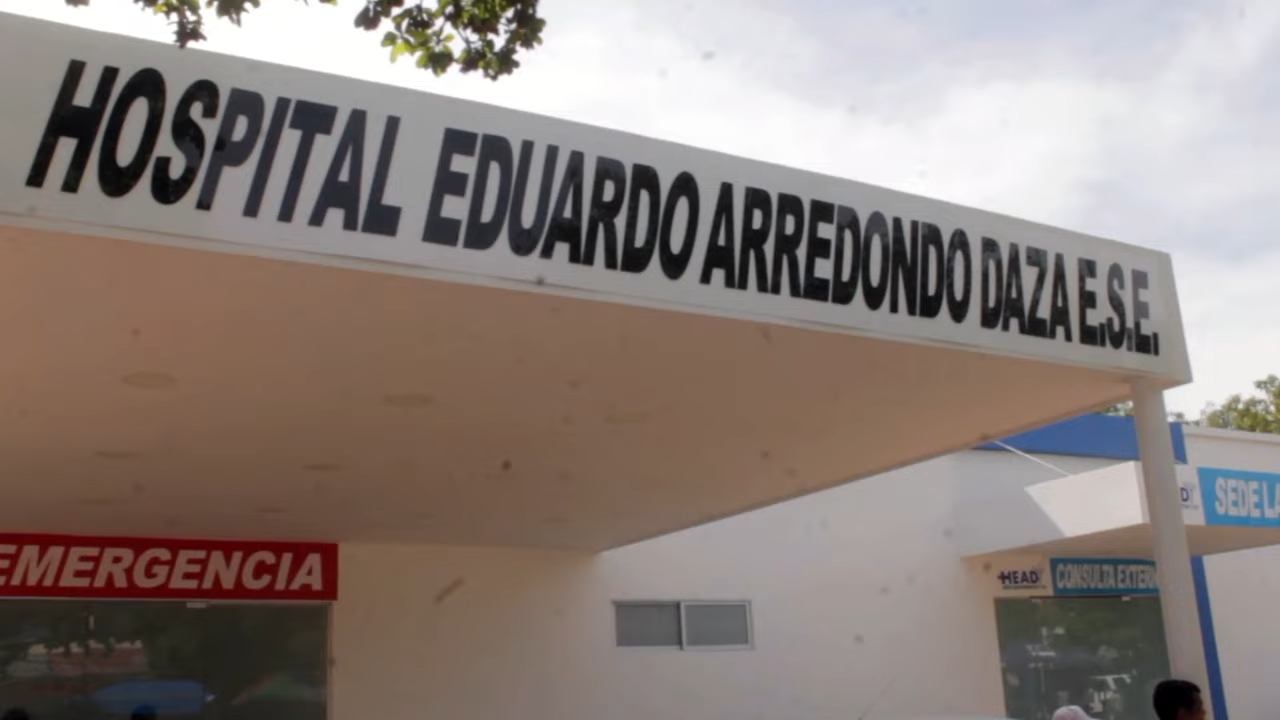 HOSPITAL EDUARDO ARREDONDO DAZA E.S.E.
SEDE LA
EMERGENCIA
HEAD
CONSULTA EXTERN